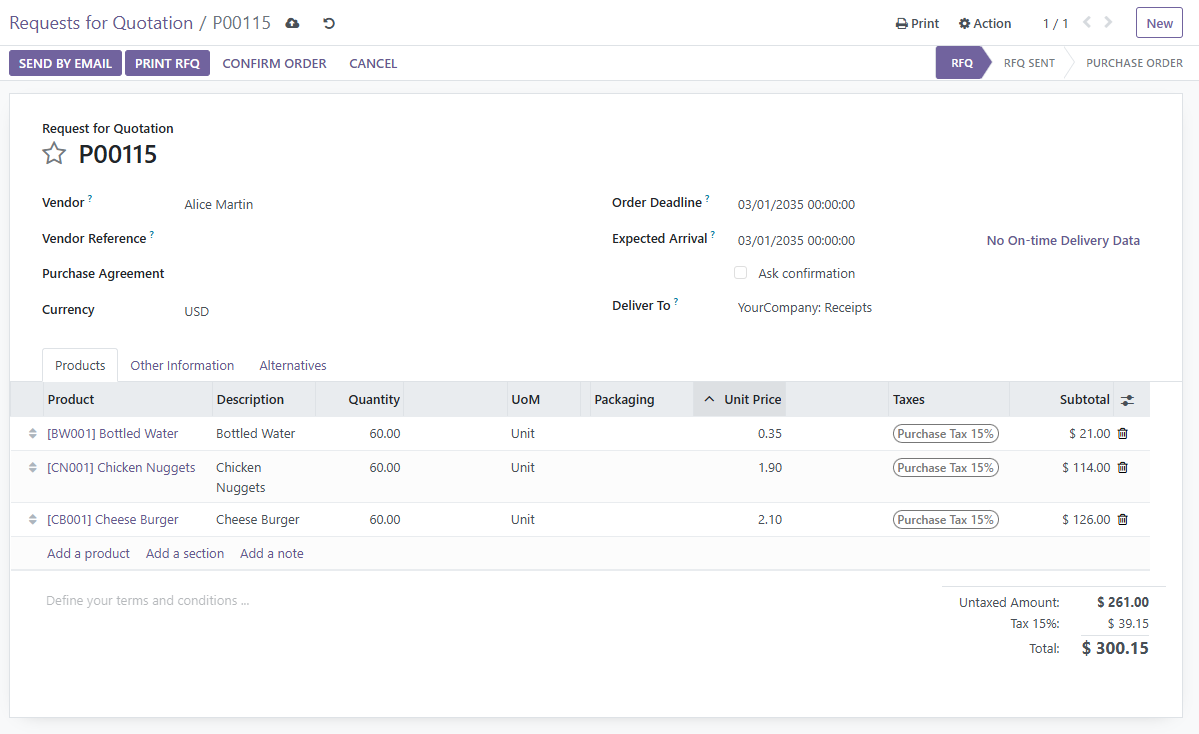 Requests for Quotation / P00115 Print Action 1 / 1 New
SEND BY EMAIL PRINT RFQ CONFIRM ORDER CANCEL RFQ RFQ SENT PURCHASE ORDER
Request for Quotation
P00115
Vendor ? Alice Martin Order Deadline ? 03/01/2035 00:00:00
Vendor Reference ? Expected Arrival ? 03/01/2035 00:00:00 No On-time Delivery Data
Purchase Agreement Ask confirmation
Currency USD Deliver To ? YourCompany: Receipts
Products Other Information Alternatives
Product Description Quantity UoM Packaging Unit Price Taxes Subtotal
[BW001] Bottled Water Bottled Water 60.00 Unit 0.35 Purchase Tax 15% $ 21.00
[CN001] Chicken Nuggets Chicken 60.00 Unit 1.90 Purchase Tax 15% $ 114.00
Nuggets
[CB001] Cheese Burger Cheese Burger 60.00 Unit 2.10 Purchase Tax 15% $ 126.00
Add a product Add a section Add a note
Define your terms and conditions ... Untaxed Amount: $ 261.00
Tax 15%: $ 39.15
Total: $ 300.15